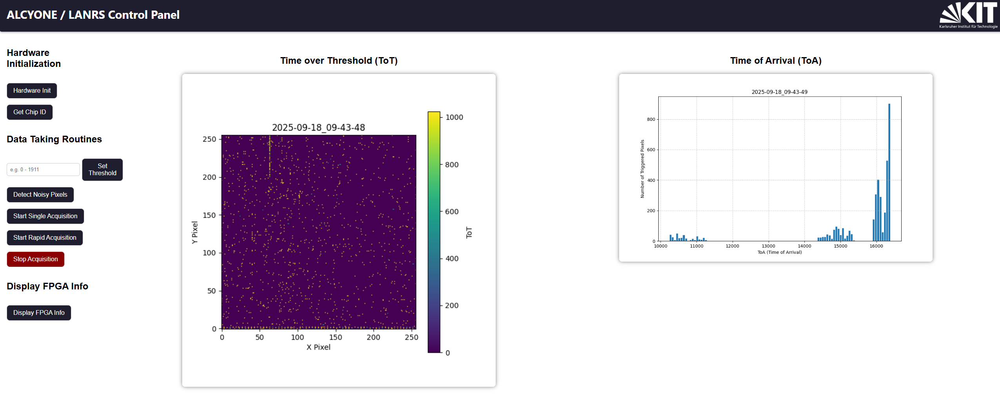 ALCYONE / LANRS Control Panel
KIT
Karlsruher Institut für Technologie
Hardware
Initialization
Hardware Init
Get Chip ID
Data Taking Routines
e.g. 0 - 1911
Set
Threshold
Detect Noisy Pixels
Start Single Acquisition
Start Rapid Acquisition
Stop Acquisition
Display FPGA Info
Display FPGA Info
Time over Threshold (ToT)
2025-09-18_09-43-48
250
200
150
100
50
0
Y Pixel
0 50 100 150 200 250
X Pixel
1000
800
600
400
200
0
ToT
Time of Arrival (ToA)
2025-09-18_09-43-49
800
600
400
200
0
Number of Triggered Pixels
10000 11000 12000 13000 14000 15000 16000
ToA (Time of Arrival)